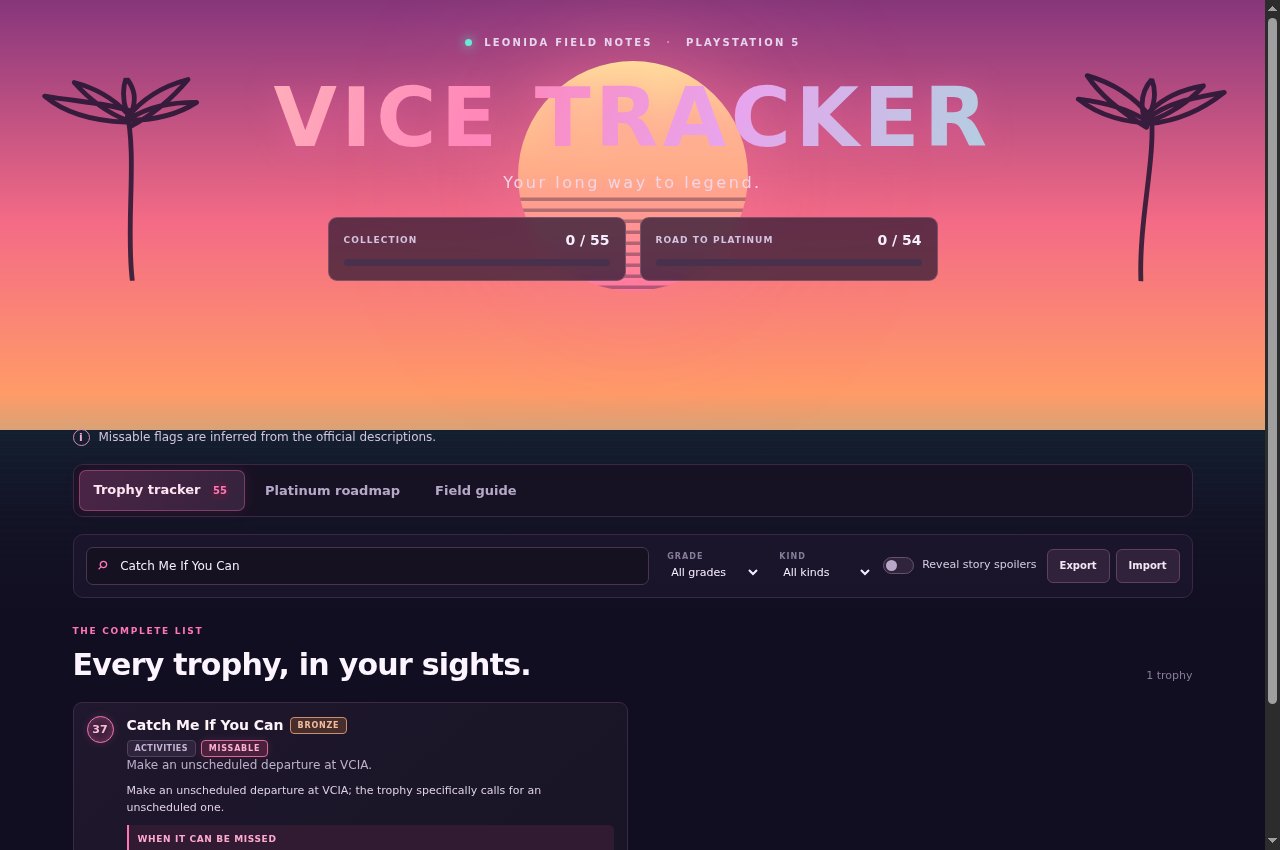 LEONIDA FIELD NOTES · PLAYSTATION 5
VICE TRACKER
Your long way to legend.
COLLECTION 0 / 55
ROAD TO PLATINUM 0 / 54
i Missable flags are inferred from the official descriptions.
Trophy tracker 55 Platinum roadmap Field guide
Catch Me If You Can
GRADE
All grades
KIND
All kinds
Reveal story spoilers
Export
Import
THE COMPLETE LIST
Every trophy, in your sights.
1 trophy
37 Catch Me If You Can BRONZE
ACTIVITIES MISSABLE
Make an unscheduled departure at VCIA.
Make an unscheduled departure at VCIA; the trophy specifically calls for an
unscheduled one.
WHEN IT CAN BE MISSED